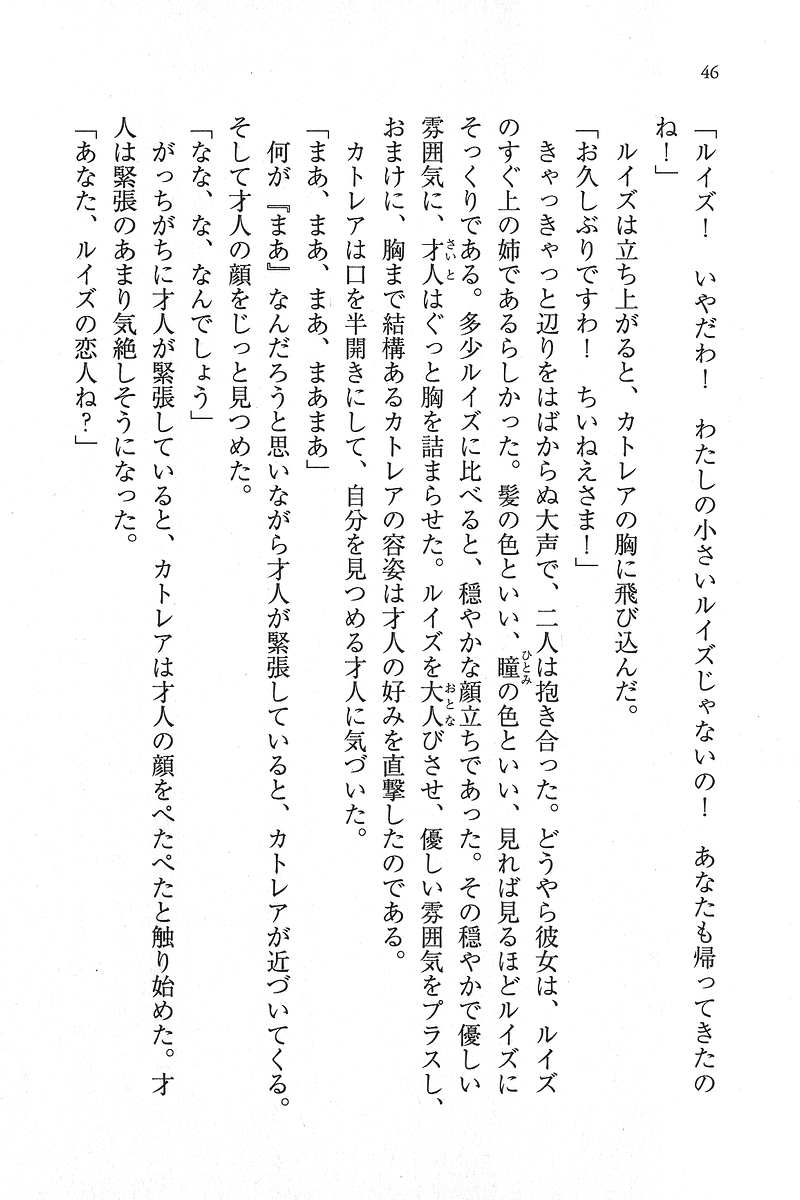 46
「ルイズ！　いやだわ！　わたしの小さいルイズじゃないの！　あなたも帰ってきたの
ね！」
　ルイズは立ち上がると、カトレアの胸に飛び込んだ。
「お久しぶりですわ！　ちいねえさま！」
　きゃっきゃっと辺りをはばからぬ大声で、二人は抱き合った。どうやら彼女は、ルイズ
のすぐ上の姉であるらしかった。髪の色といい、瞳の色といい、見れば見るほどルイズに
そっくりである。多少ルイズに比べると、穏やかな顔立ちであった。その穏やかで優しい
雰囲気に、才人はぐっと胸を詰まらせた。ルイズを大人びさせ、優しい雰囲気をプラスし、
おまけに、胸まで結構あるカトレアの容姿は才人の好みを直撃したのである。
　カトレアは口を半開きにして、自分を見つめる才人に気づいた。
「まあ、まあ、まあ、まあまあ」
　何が『まあ』なんだろうと思いながら才人が緊張していると、カトレアが近づいてくる。
そして才人の顔をじっと見つめた。
「なな、な、なんでしょう」
　がっちがちに才人が緊張していると、カトレアは才人の顔をぺたぺたと触り始めた。才
人は緊張のあまり気絶しそうになった。
「あなた、ルイズの恋人ね？」
さいと
ひとみ
おとな